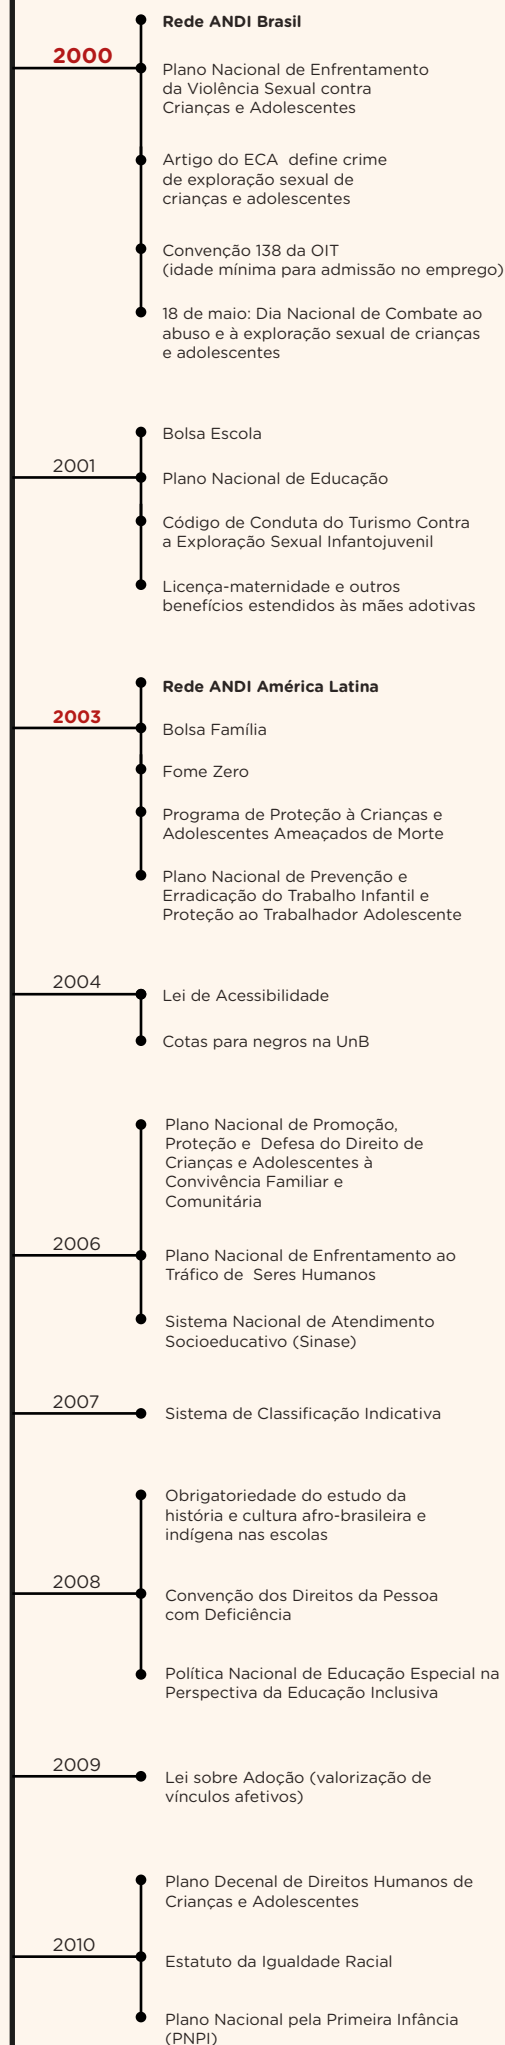 Rede ANDI Brasil
2000
Plano Nacional de Enfrentamento
da Violência Sexual contra
Crianças e Adolescentes
Artigo do ECA  define crime
de exploração sexual de
crianças e adolescentes
Convenção 138 da OIT
(idade mínima para admissão no emprego)
18 de maio: Dia Nacional de Combate ao
abuso e à exploração sexual de crianças
e adolescentes
Bolsa Escola
2001
Plano Nacional de Educação
Código de Conduta do Turismo Contra
a Exploração Sexual Infantojuvenil
Licença-maternidade e outros
benefícios estendidos às mães adotivas
Rede ANDI América Latina
2003
Bolsa Família
Fome Zero
Programa de Proteção à Crianças e
Adolescentes Ameaçados de Morte
Plano Nacional de Prevenção e
Erradicação do Trabalho Infantil e
Proteção ao Trabalhador Adolescente
2004
Lei de Acessibilidade
Cotas para negros na UnB
Plano Nacional de Promoção,
Proteção e  Defesa do Direito de
Crianças e Adolescentes à
Convivência Familiar e
Comunitária
2006
Plano Nacional de Enfrentamento ao
Tráfico de  Seres Humanos
Sistema Nacional de Atendimento
Socioeducativo (Sinase)
2007
Sistema de Classificação Indicativa
Obrigatoriedade do estudo da
história e cultura afro-brasileira e
indígena nas escolas
2008
Convenção dos Direitos da Pessoa
com Deficiência
Política Nacional de Educação Especial na
Perspectiva da Educação Inclusiva
2009
Lei sobre Adoção (valorização de
vínculos afetivos)
Plano Decenal de Direitos Humanos de
Crianças e Adolescentes
2010
Estatuto da Igualdade Racial
Plano Nacional pela Primeira Infância
(PNPI)